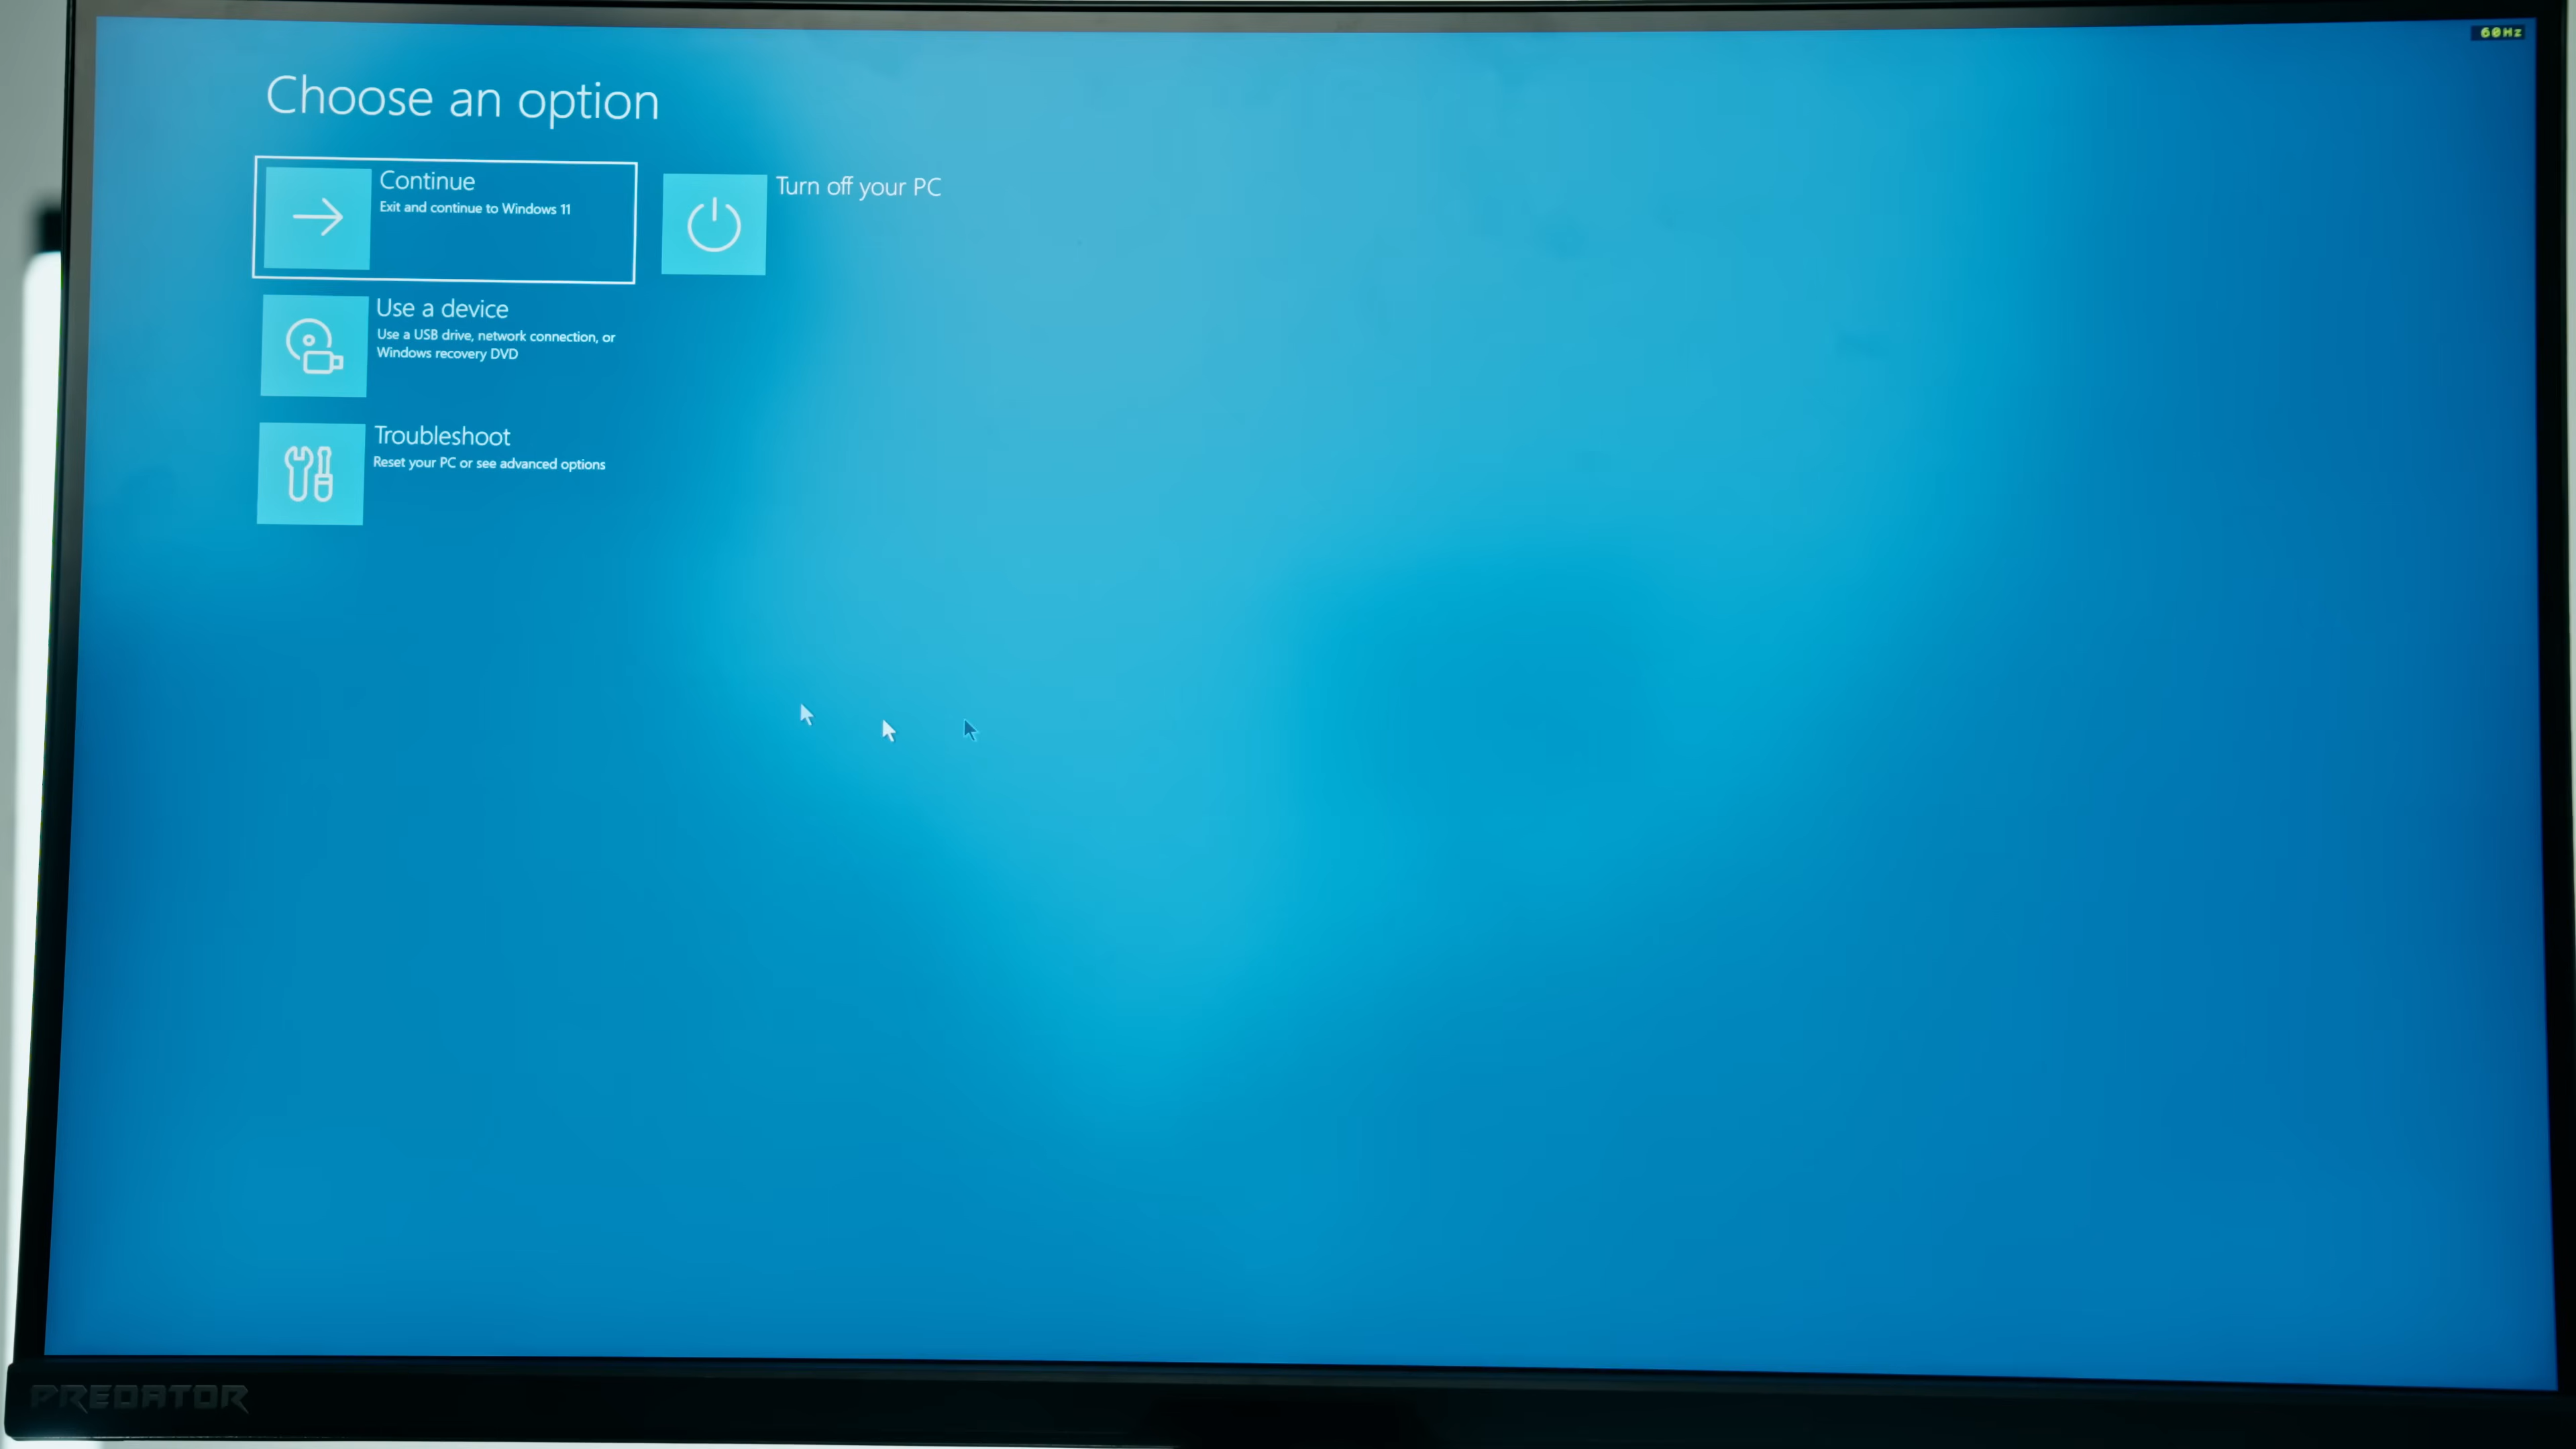 60Hz
Choose an option
Continue
Exit and continue to Windows 11
Turn off your PC
Use a device
Use a USB drive, network connection, or
Windows recovery DVD
Troubleshoot
Reset your PC or see advanced options
PREDATOR